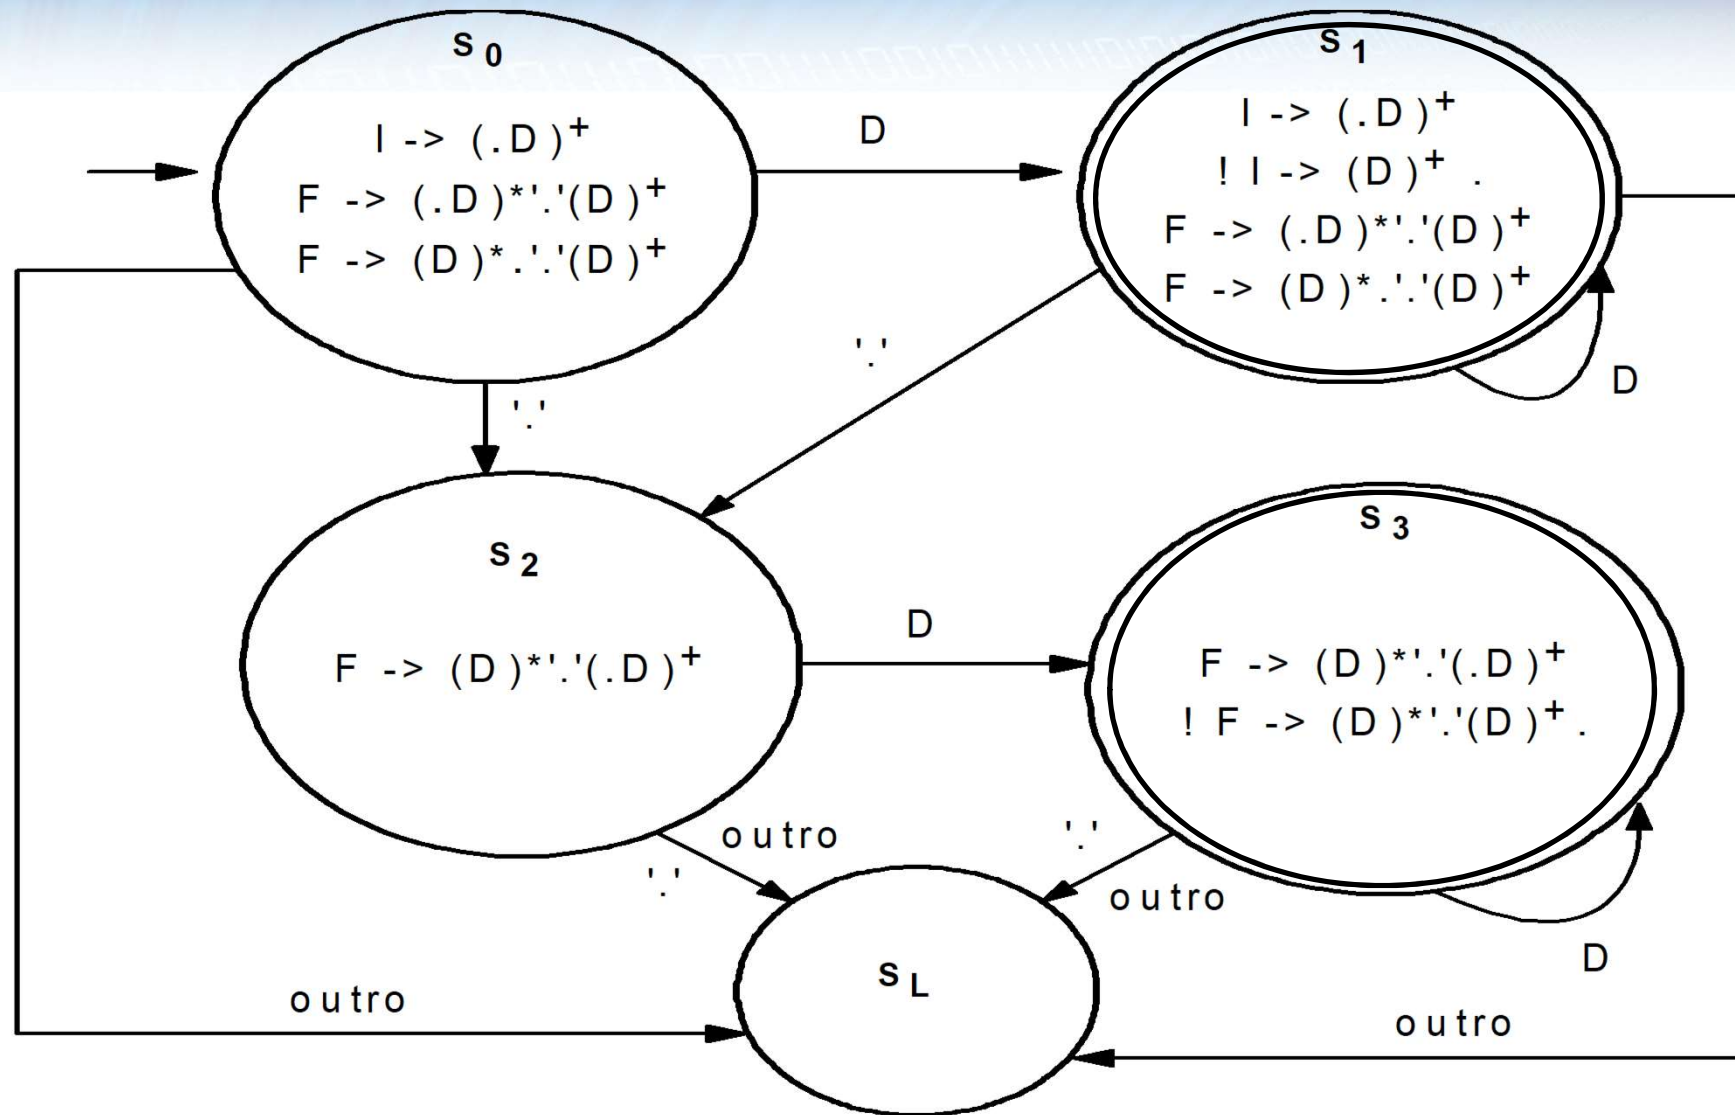 S 0
I -> (.D)+
F -> (.D)*'.'(D)+
F -> (D)*.'.'(D)+
D
S 1
I -> (.D)+
! I -> (D)+ .
F -> (.D)*'.'(D)+
F -> (D)*.'.'(D)+
D
'.'
'.'
S 2
F -> (D)*'.'(.D)+
D
S 3
F -> (D)*'.'(.D)+
! F -> (D)*'.'(D)+ .
D
outro
'.'
'.'
outro
S L
outro
outro